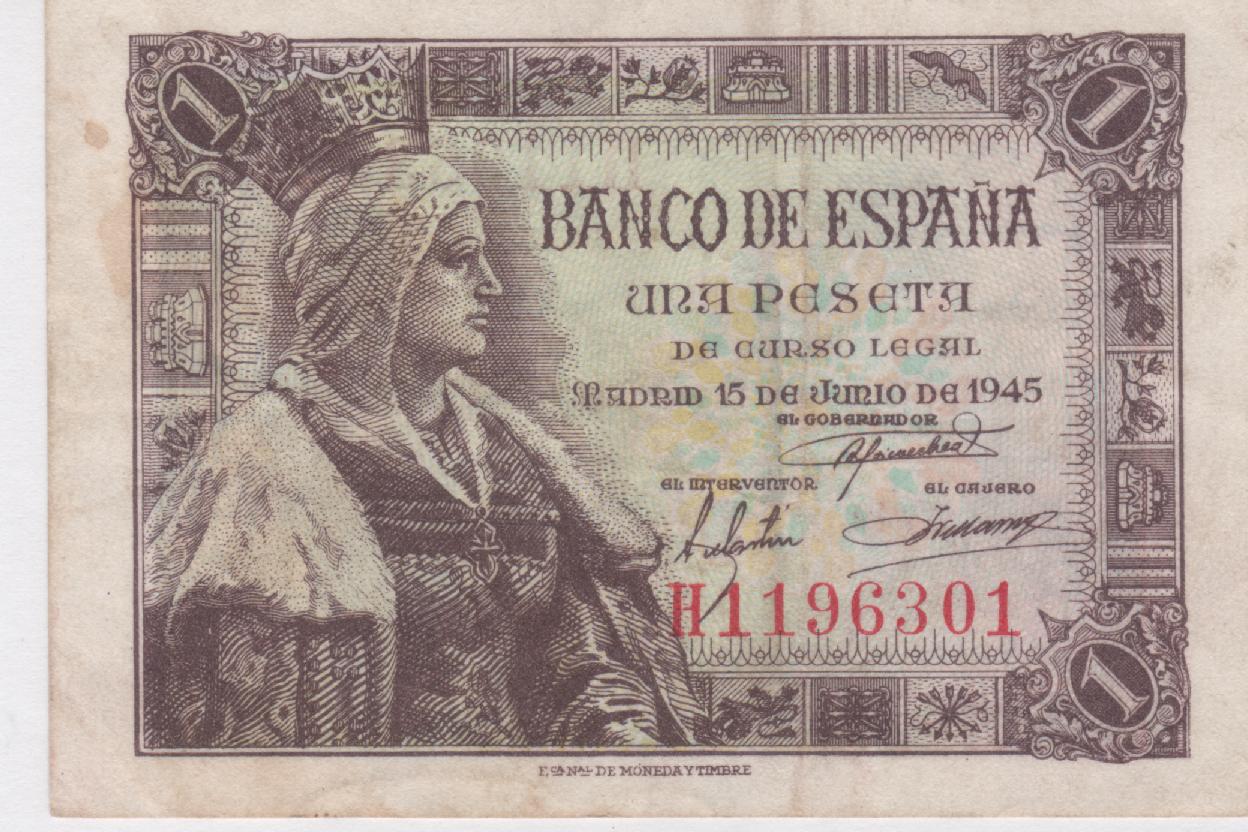 1 1
BANCO DE ESPAÑA
UNA PESETA
DE CURSO LEGAL
MADRID 15 DE JUNIO DE 1945
EL GOBERNADOR
EL INTERVENTOR EL CAJERO
H1196301
1
F.CA NAL. DE MONEDA Y TIMBRE